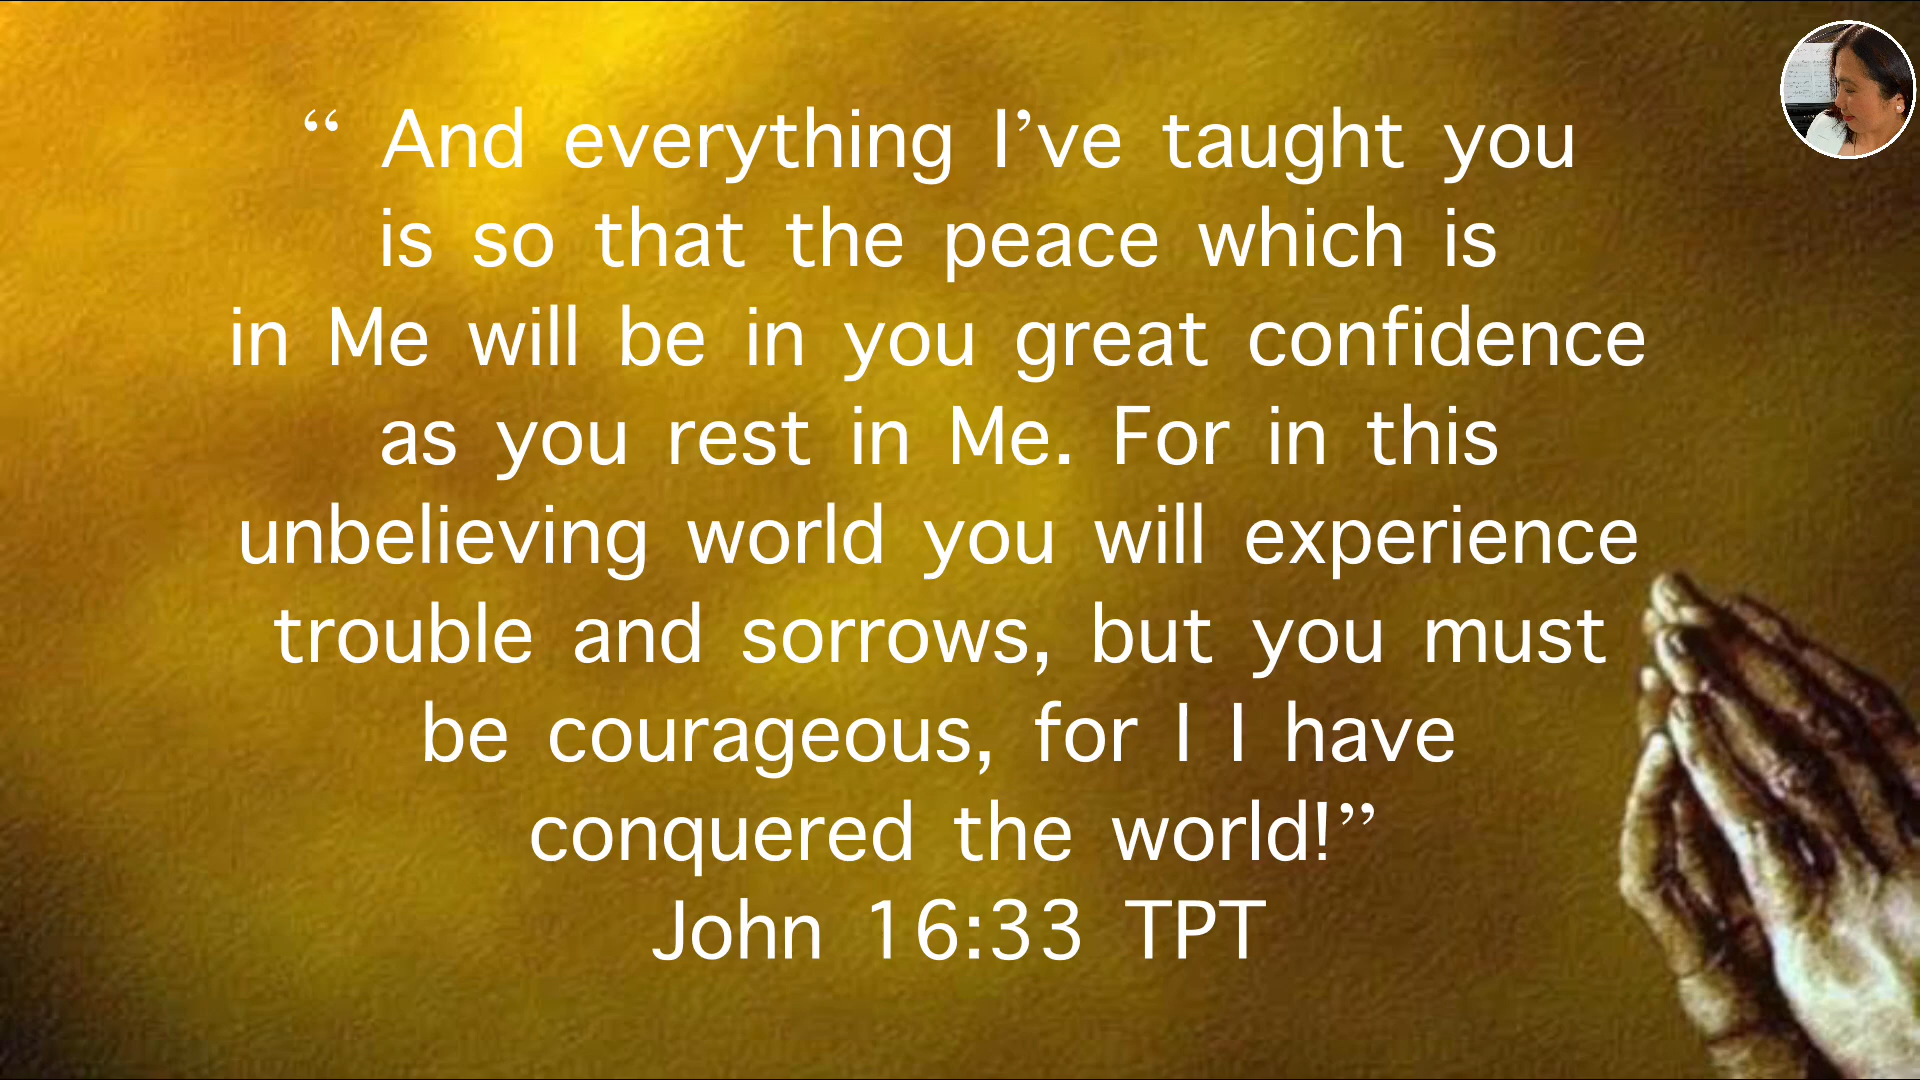 “ And everything I’ve taught you
is so that the peace which is
in Me will be in you great confidence
as you rest in Me. For in this
unbelieving world you will experience
trouble and sorrows, but you must
be courageous, for I I have
conquered the world!”
John 16:33 TPT